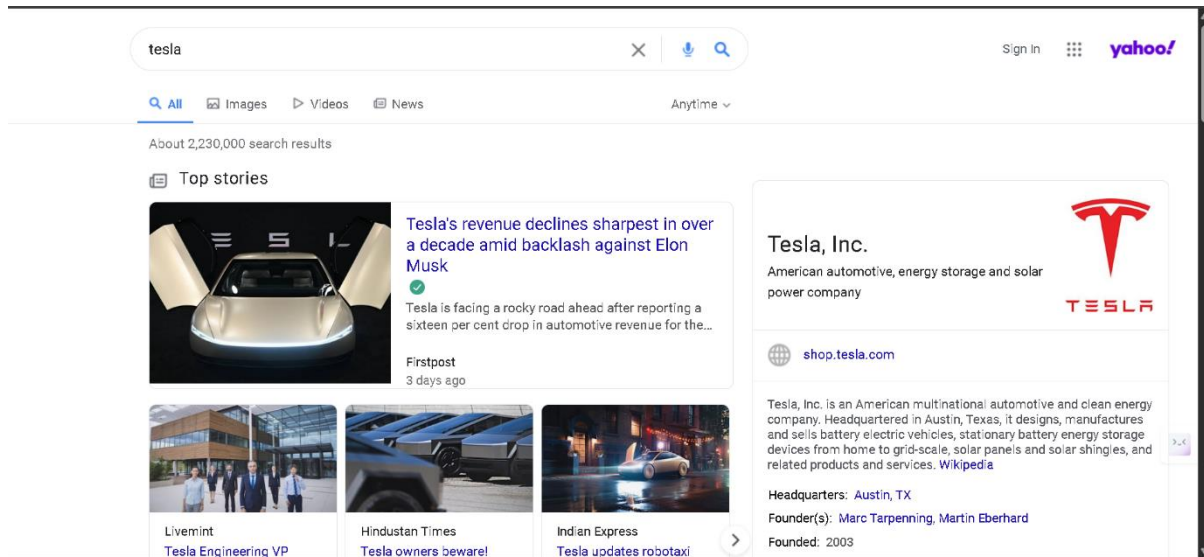 tesla
Sign In
yahoo!
All Images Videos News Anytime
About 2,230,000 search results
Top stories
Tesla's revenue declines sharpest in over
a decade amid backlash against Elon
Musk
Tesla is facing a rocky road ahead after reporting a
sixteen per cent drop in automotive revenue for the...
Firstpost
3 days ago
Livemint
Tesla Engineering VP
Hindustan Times
Tesla owners beware!
Indian Express
Tesla updates robotaxi
Tesla, Inc.
American automotive, energy storage and solar
power company
TESLA
shop.tesla.com
Tesla, Inc. is an American multinational automotive and clean energy
company. Headquartered in Austin, Texas, it designs, manufactures
and sells battery electric vehicles, stationary battery energy storage
devices from home to grid-scale, solar panels and solar shingles, and
related products and services. Wikipedia
Headquarters: Austin, TX
Founder(s): Marc Tarpenning, Martin Eberhard
Founded: 2003